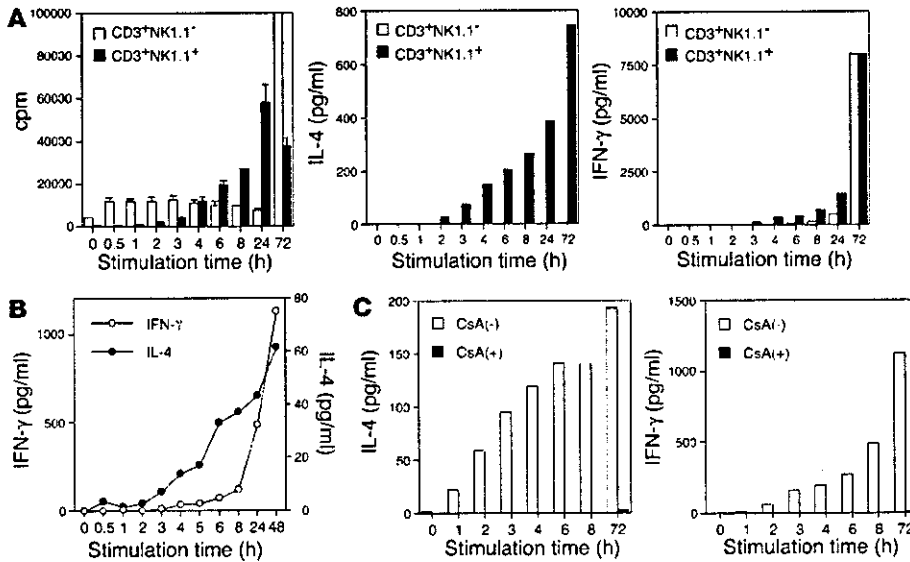 A
CD3+NK1.1-
CD3+NK1.1+
cpm
100000
80000
60000
40000
20000
0
0 0.5 1 2 3 4 6 8 24 72
Stimulation time (h)
CD3+NK1.1-
CD3+NK1.1+
IL-4 (pg/ml)
800
600
400
200
0
0 0.5 1 2 3 4 6 8 24 72
Stimulation time (h)
CD3+NK1.1-
CD3+NK1.1+
IFN-γ (pg/ml)
10000
7500
5000
2500
0
0 0.5 1 2 3 4 6 8 24 72
Stimulation time (h)
B
IFN-γ
IL-4
IFN-γ (pg/ml)
1000
500
0
IL-4 (pg/ml)
80
60
40
20
0
0 0.5 1 2 3 4 5 6 8 24 48
Stimulation time (h)
C
CsA(-)
CsA(+)
IL-4 (pg/ml)
200
150
100
50
0
0 1 2 3 4 6 8 72
Stimulation time (h)
CsA(-)
CsA(+)
IFN-γ (pg/ml)
1500
1000
500
0
0 1 2 3 4 6 8 72
Stimulation time (h)